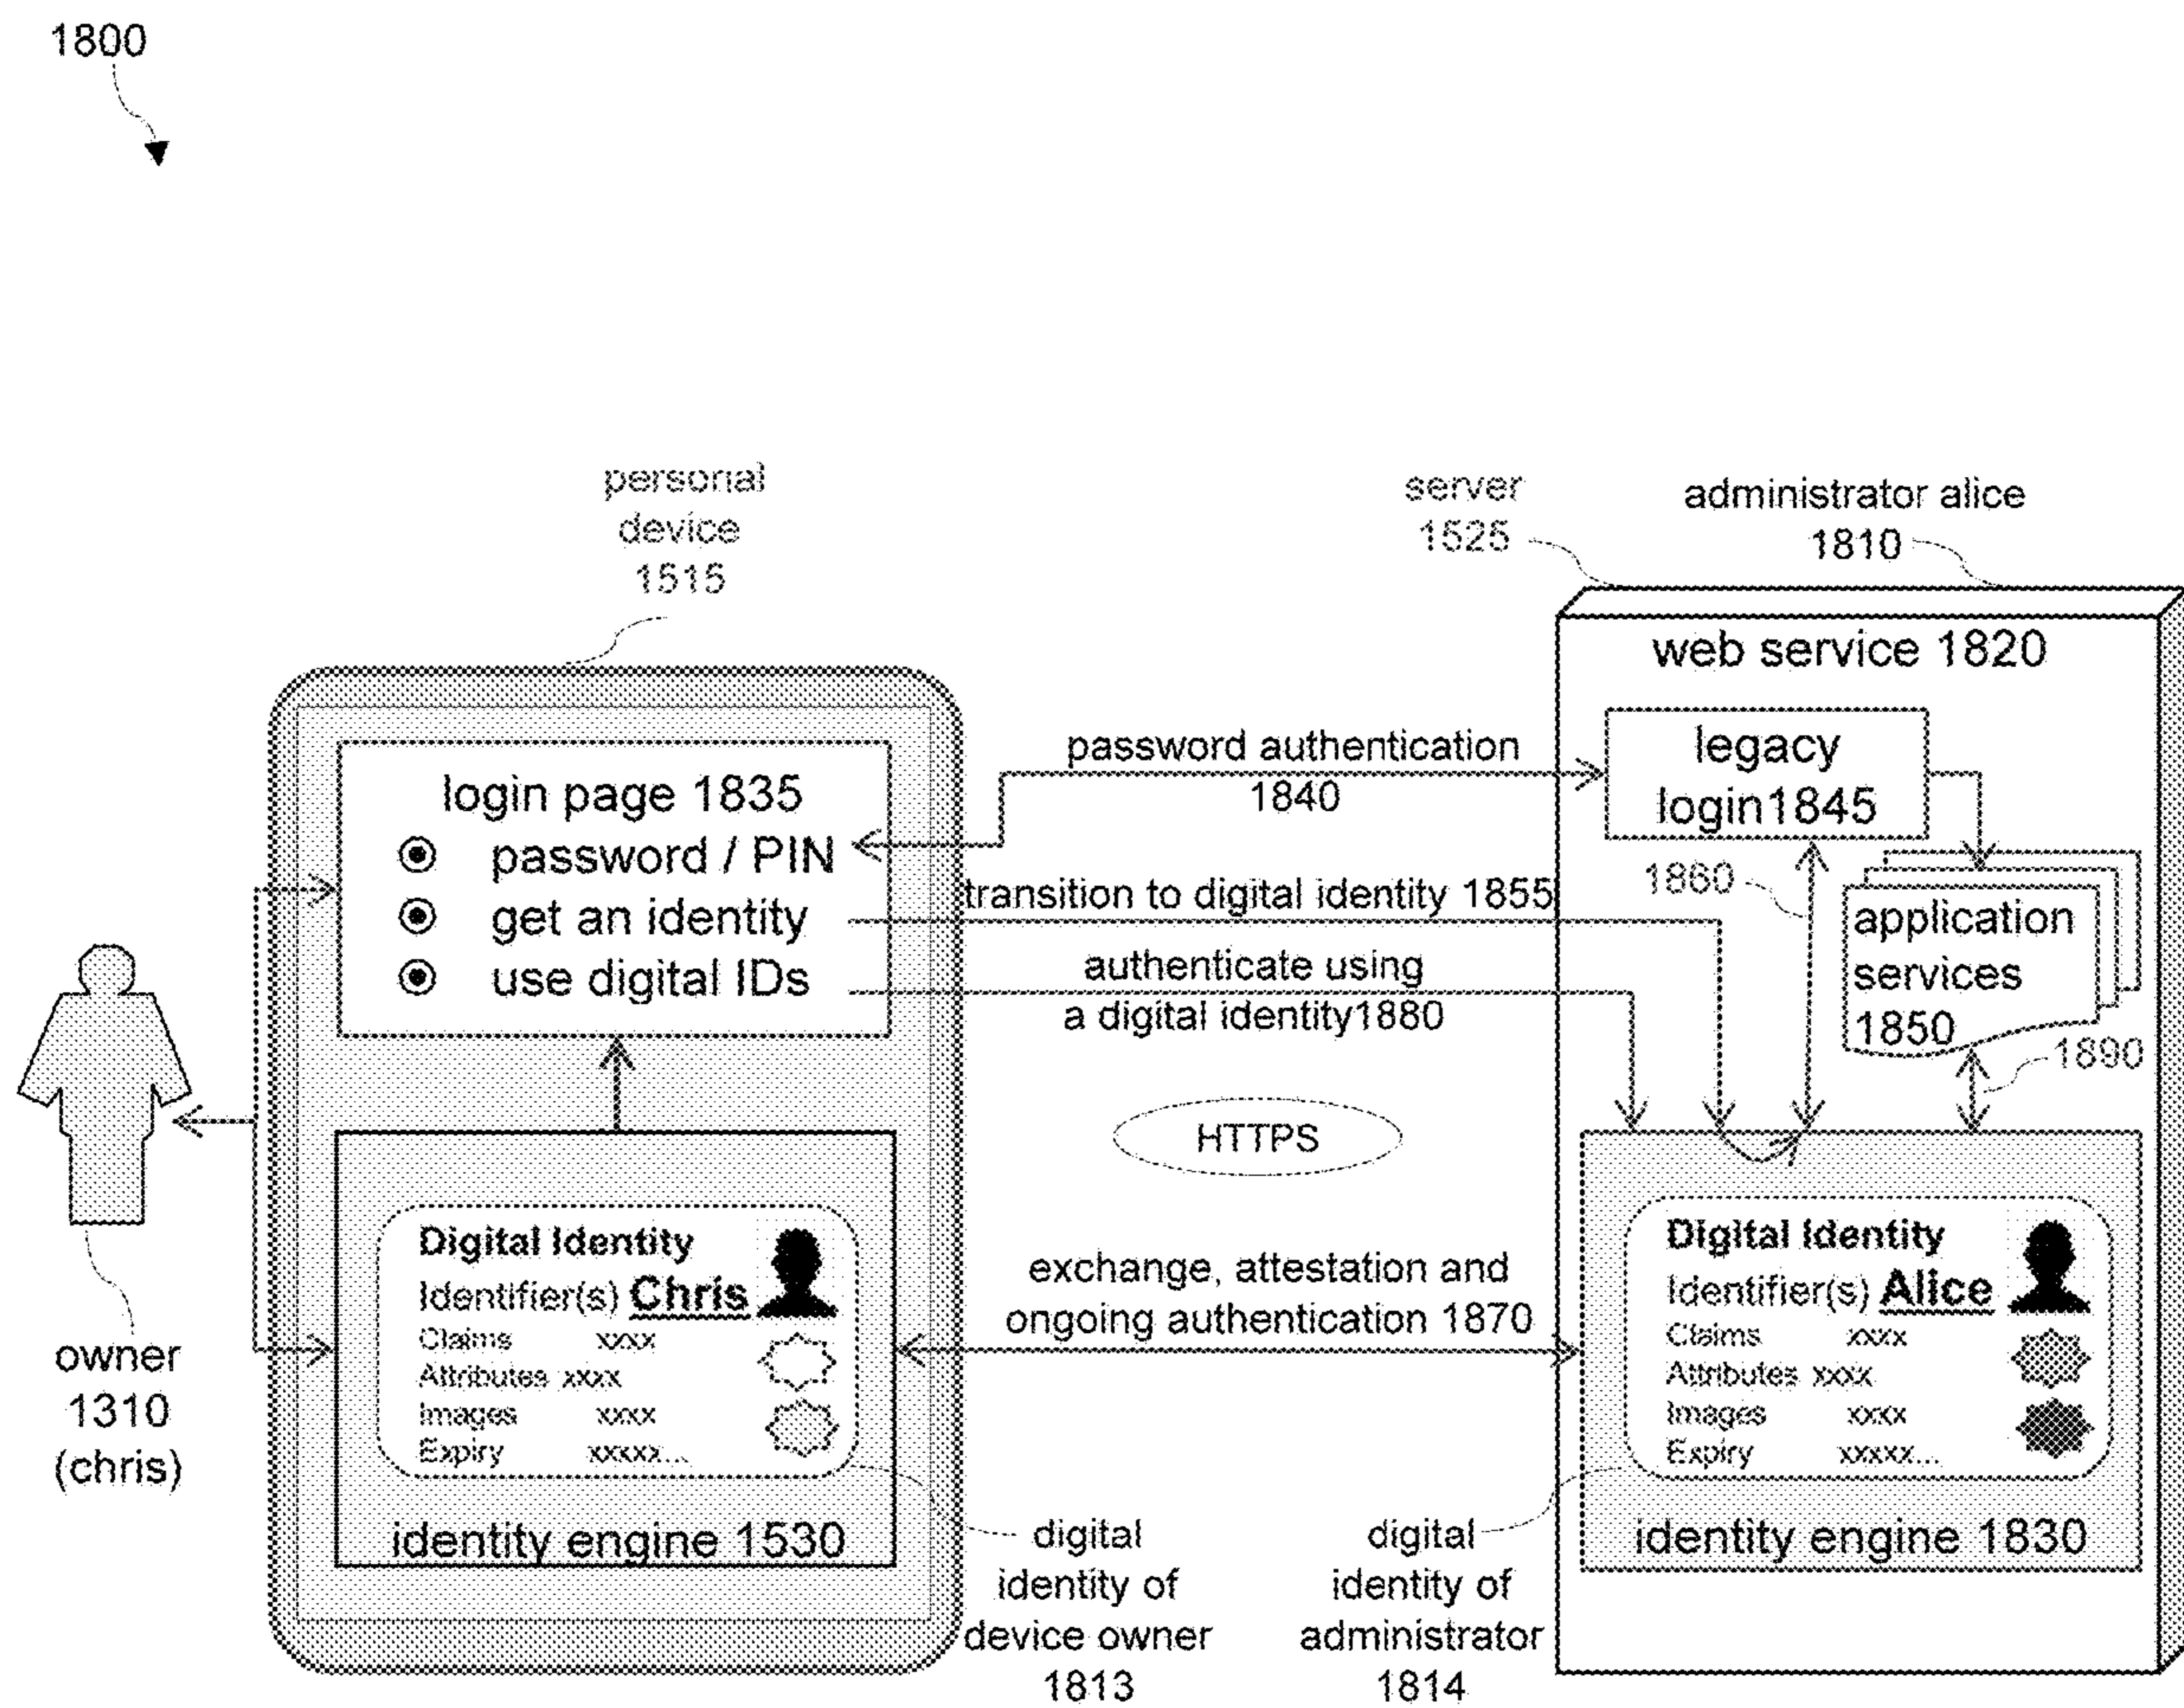 1800
personal
device
1515
server
1525
administrator alice
1810
web service 1820
login page 1835
password / PIN
get an identity
use digital IDs
password authentication
1840
legacy
login1845
transition to digital identity 1855
1860
authenticate using
a digital identity1880
application
services
1850
1890
HTTPS
owner
1310
(chris)
Digital Identity
Identifier(s) Chris
Claims xxxx
Attributes xxxx
Images xxxx
Expiry xxxxx...
identity engine 1530
exchange, attestation and
ongoing authentication 1870
Digital Identity
Identifier(s) Alice
Claims xxxx
Attributes xxxx
Images xxxx
Expiry xxxxx...
identity engine 1830
digital
identity of
device owner
1813
digital
identity of
administrator
1814